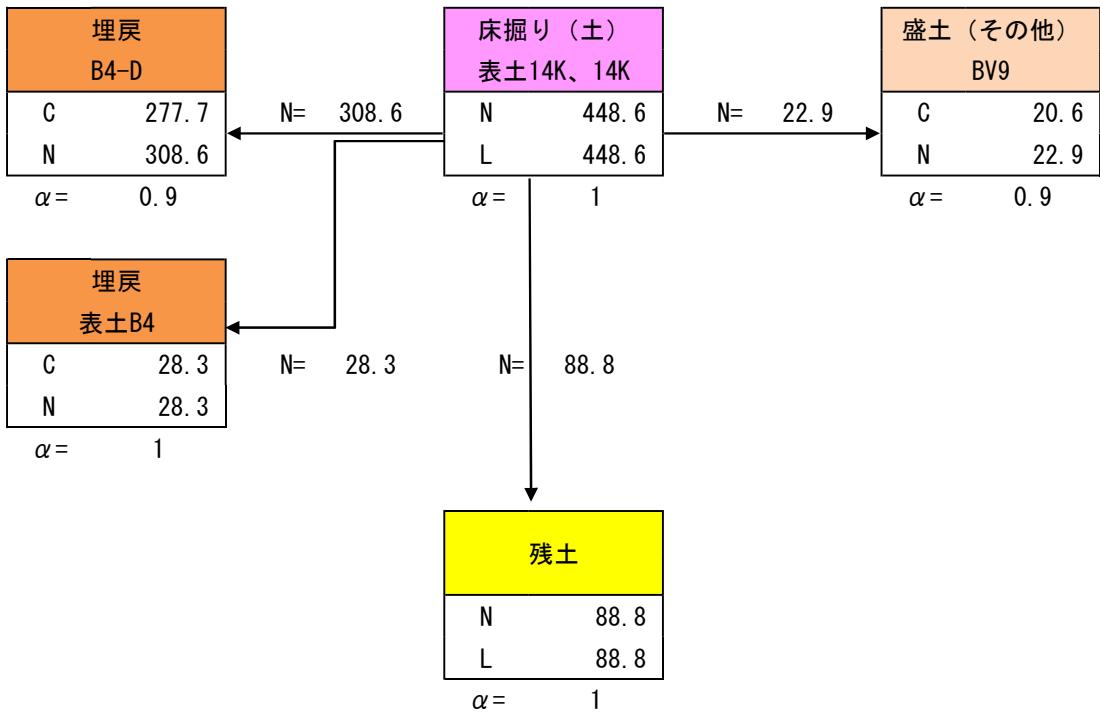 埋戻
B4-D
C 277.7
N 308.6
α= 0.9
N= 308.6
床掘り（土）
表土14K、14K
N 448.6
L 448.6
α= 1
N= 22.9
盛土（その他）
BV9
C 20.6
N 22.9
α= 0.9
埋戻
表土B4
C 28.3
N 28.3
α= 1
N= 28.3
N= 88.8
残土
N 88.8
L 88.8
α= 1